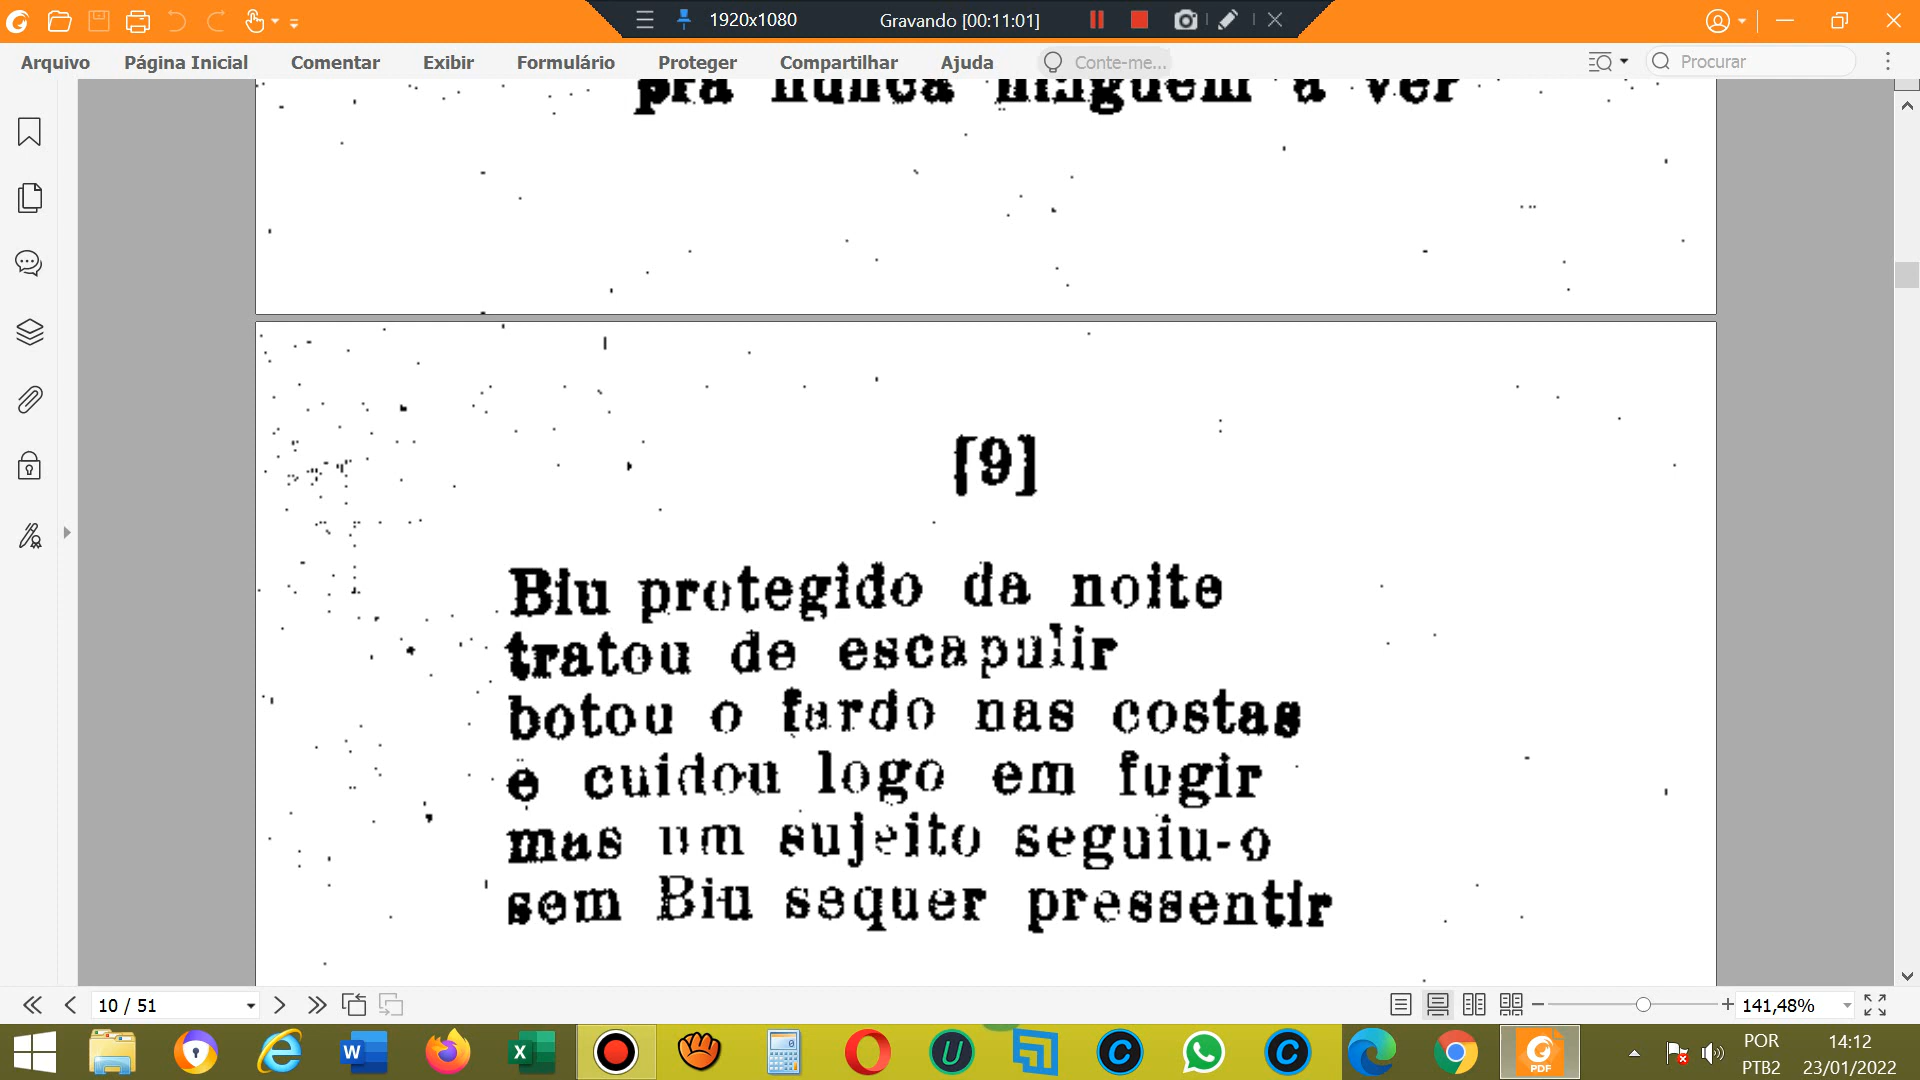 1920x1080
Gravando [00:11:01]
Arquivo
Página Inicial
Comentar
Exibir
Formulário
Proteger
Compartilhar
Ajuda
Conte-me...
Procurar
pra nunca ninguem a ver
[9]
Biu protegido da noite
tratou de escapulir
botou o fardo nas costas
e cuidou logo em fugir
mas um sujeito seguiu-o
sem Biu sequer pressentir
10 / 51
141,48%
POR
PTB2
14:12
23/01/2022
PDF